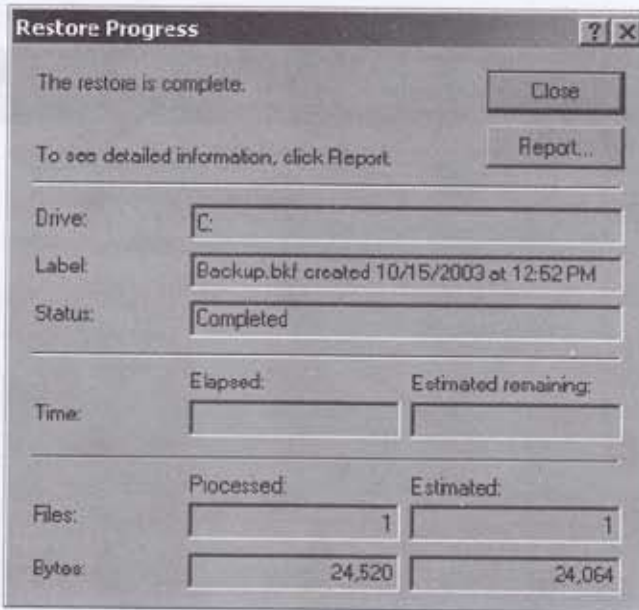 Restore Progress
The restore is complete.
Close
To see detailed information, click Report
Report...
Drive:
C:
Label:
Backup.bkf created 10/15/2003 at 12:52 PM
Status:
Completed
Elapsed:
Estimated remaining:
Time:
Processed:
Estimated:
Files:
1
1
Bytes:
24,520
24,064